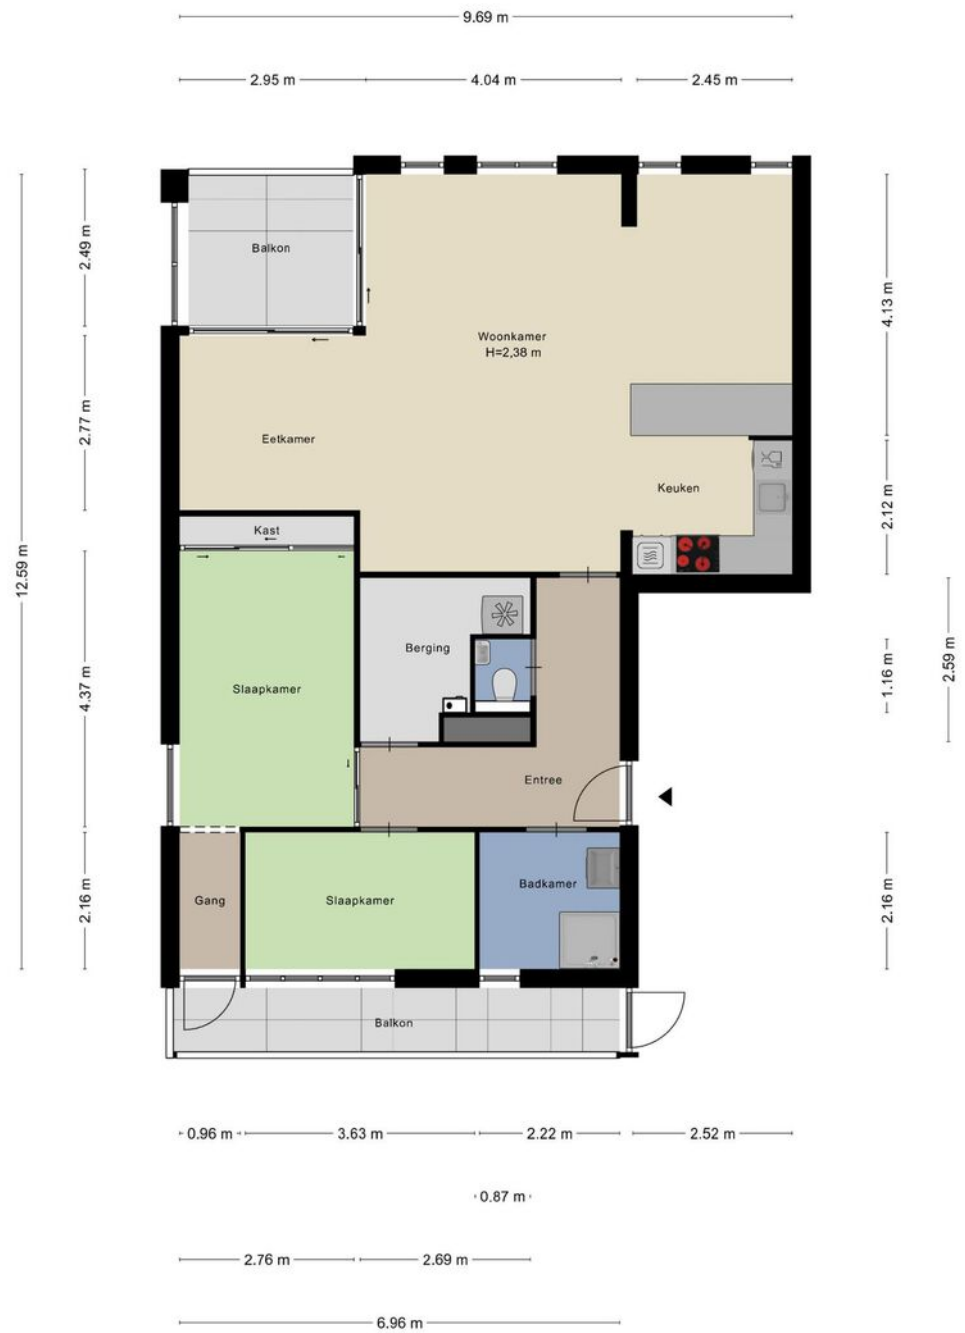 9.69 m
2.95 m
4.04 m
2.45 m
12.59 m
2.49 m
2.77 m
4.37 m
2.16 m
4.13 m
2.12 m
1.16 m
2.59 m
2.16 m
Balkon
Woonkamer
H=2,38 m
Eetkamer
Keuken
Kast
Berging
Slaapkamer
Entree
Gang
Slaapkamer
Badkamer
Balkon
0.96 m
3.63 m
2.22 m
2.52 m
0.87 m
2.76 m
2.69 m
6.96 m